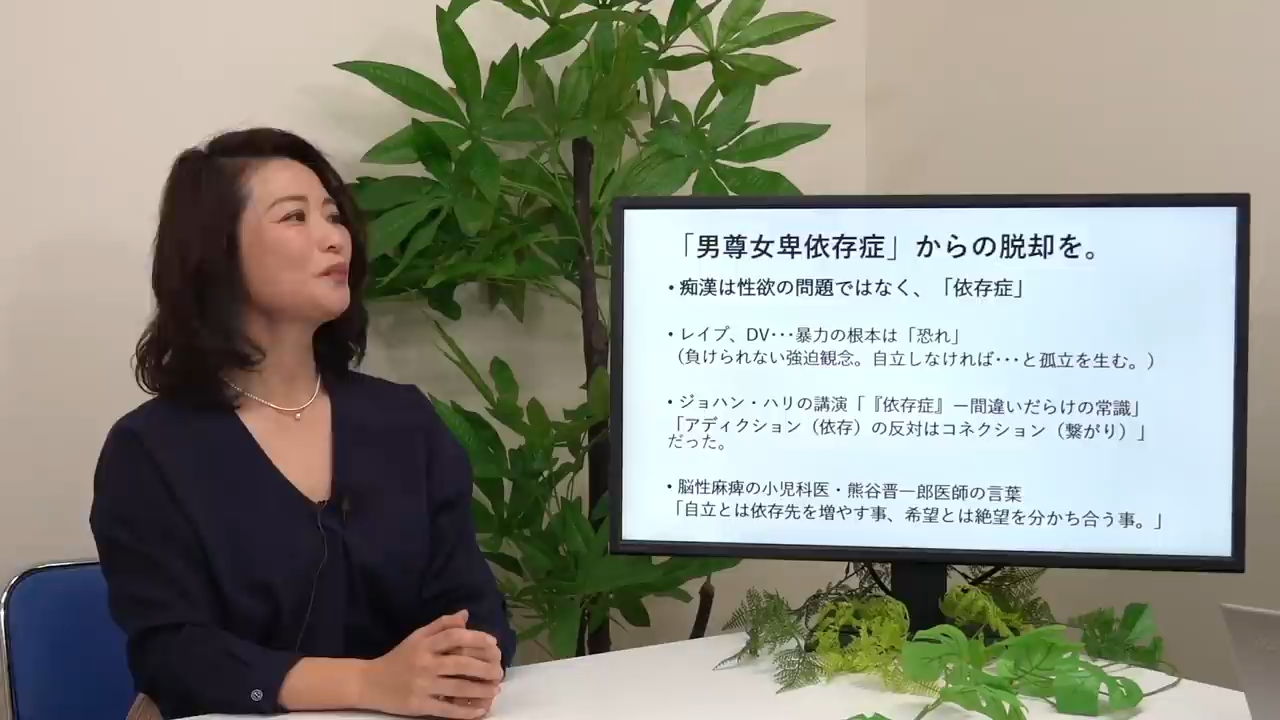 「男尊女卑依存症」からの脱却を。
・痴漢は性欲の問題ではなく、「依存症」
・レイプ、DV･･･暴力の根本は「恐れ」
（負けられない強迫観念。自立しなければ･･･と孤立を生む。）
・ジョハン・ハリの講演「『依存症』―間違いだらけの常識」
「アディクション（依存）の反対はコネクション（繋がり）」
だった。
・脳性麻痺の小児科医・熊谷晋一郎医師の言葉
「自立とは依存先を増やす事、希望とは絶望を分かち合う事。」